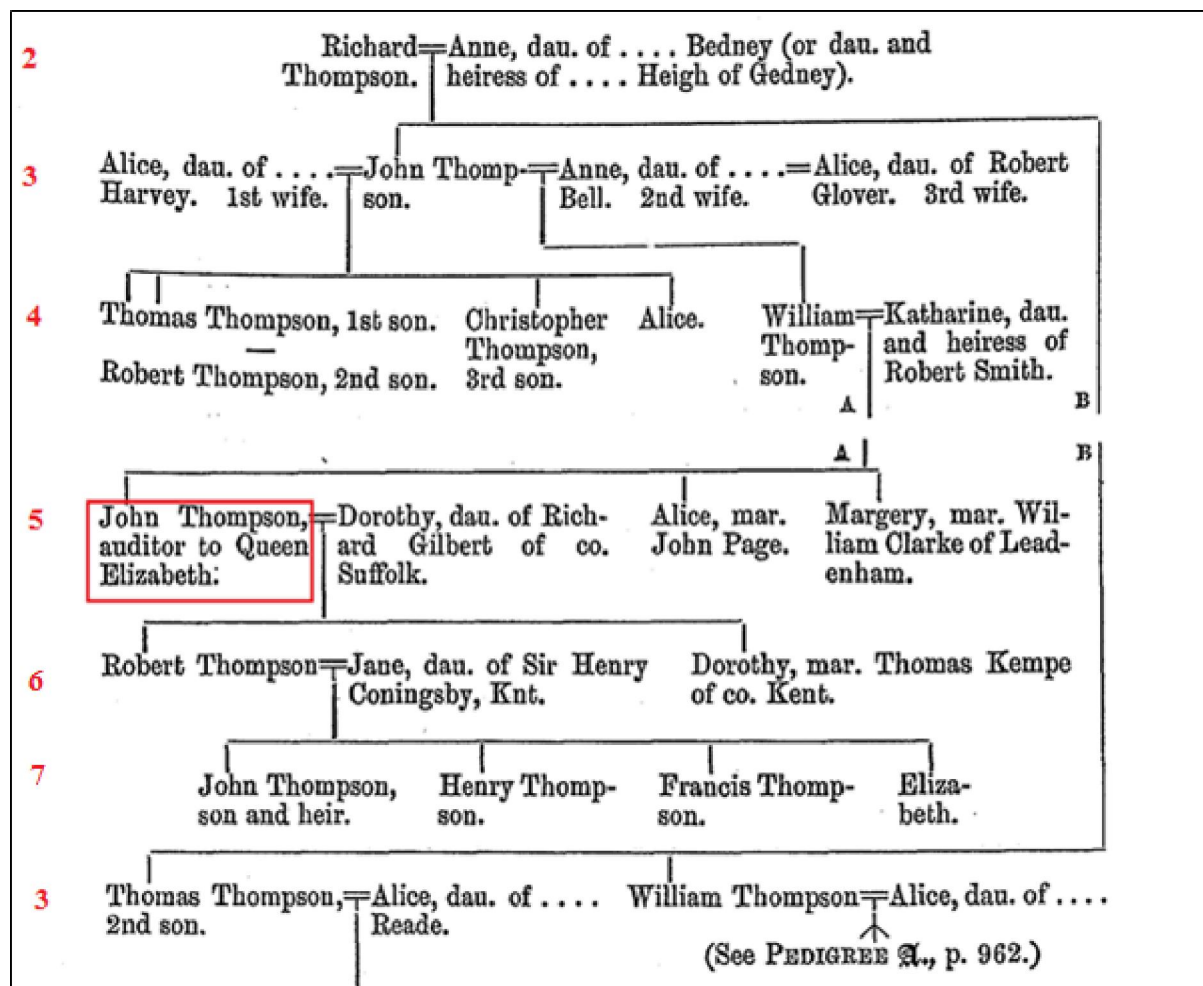 2
Richard Anne, dau. of .... Bedney (or dau. and
Thompson. heiress of .... Heigh of Gedney).
3
Alice, dau. of .... John Thomp- Anne, dau. of .... Alice, dau. of Robert
Harvey. 1st wife. son. Bell. 2nd wife. Glover. 3rd wife.
4
Thomas Thompson, 1st son. Christopher Alice. William Katharine, dau.
Thompson, Thomp- and heiress of
Robert Thompson, 2nd son. 3rd son. son. Robert Smith.
A B
A B
5
John Thompson, Dorothy, dau. of Rich- Alice, mar. Margery, mar. Wil-
auditor to Queen ard Gilbert of co. John Page. liam Clarke of Lead-
Elizabeth. Suffolk. enham.
6
Robert Thompson Jane, dau. of Sir Henry Dorothy, mar. Thomas Kempe
Coningsby, Knt. of co. Kent.
7
John Thompson, Henry Thomp- Francis Thomp- Eliza-
son and heir. son. son. beth.
3
Thomas Thompson, Alice, dau. of .... William Thompson Alice, dau. of ....
2nd son. Reade.
(See PEDIGREE A., p. 962.)